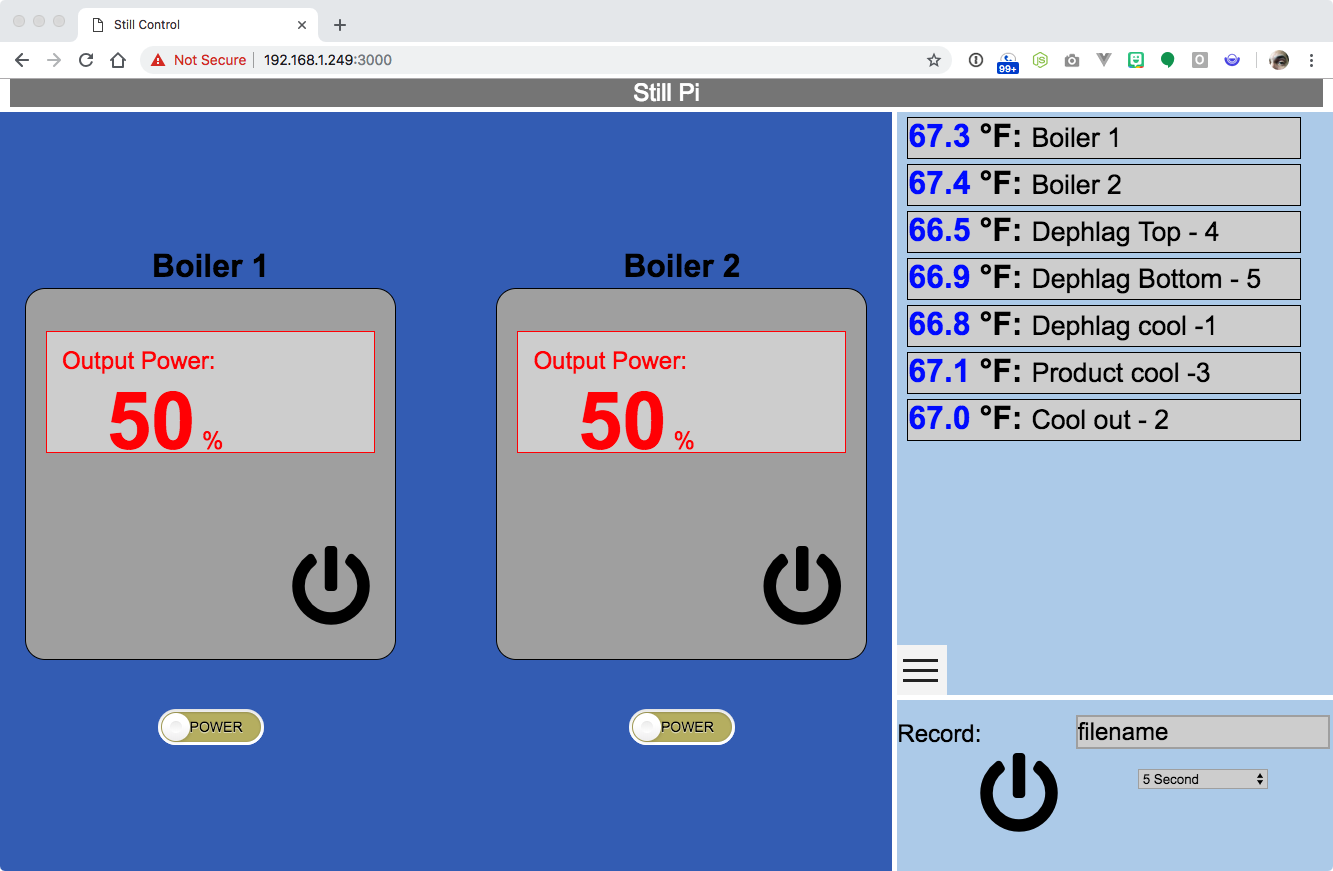 Still Control
Not Secure
192.168.1.249:3000
JS
99+
O
Still Pi
Boiler 1
Output Power:
50 %
POWER
Boiler 2
Output Power:
50 %
POWER
67.3 °F: Boiler 1
67.4 °F: Boiler 2
66.5 °F: Dephlag Top - 4
66.9 °F: Dephlag Bottom - 5
66.8 °F: Dephlag cool -1
67.1 °F: Product cool -3
67.0 °F: Cool out - 2
Record:
filename
5 Second